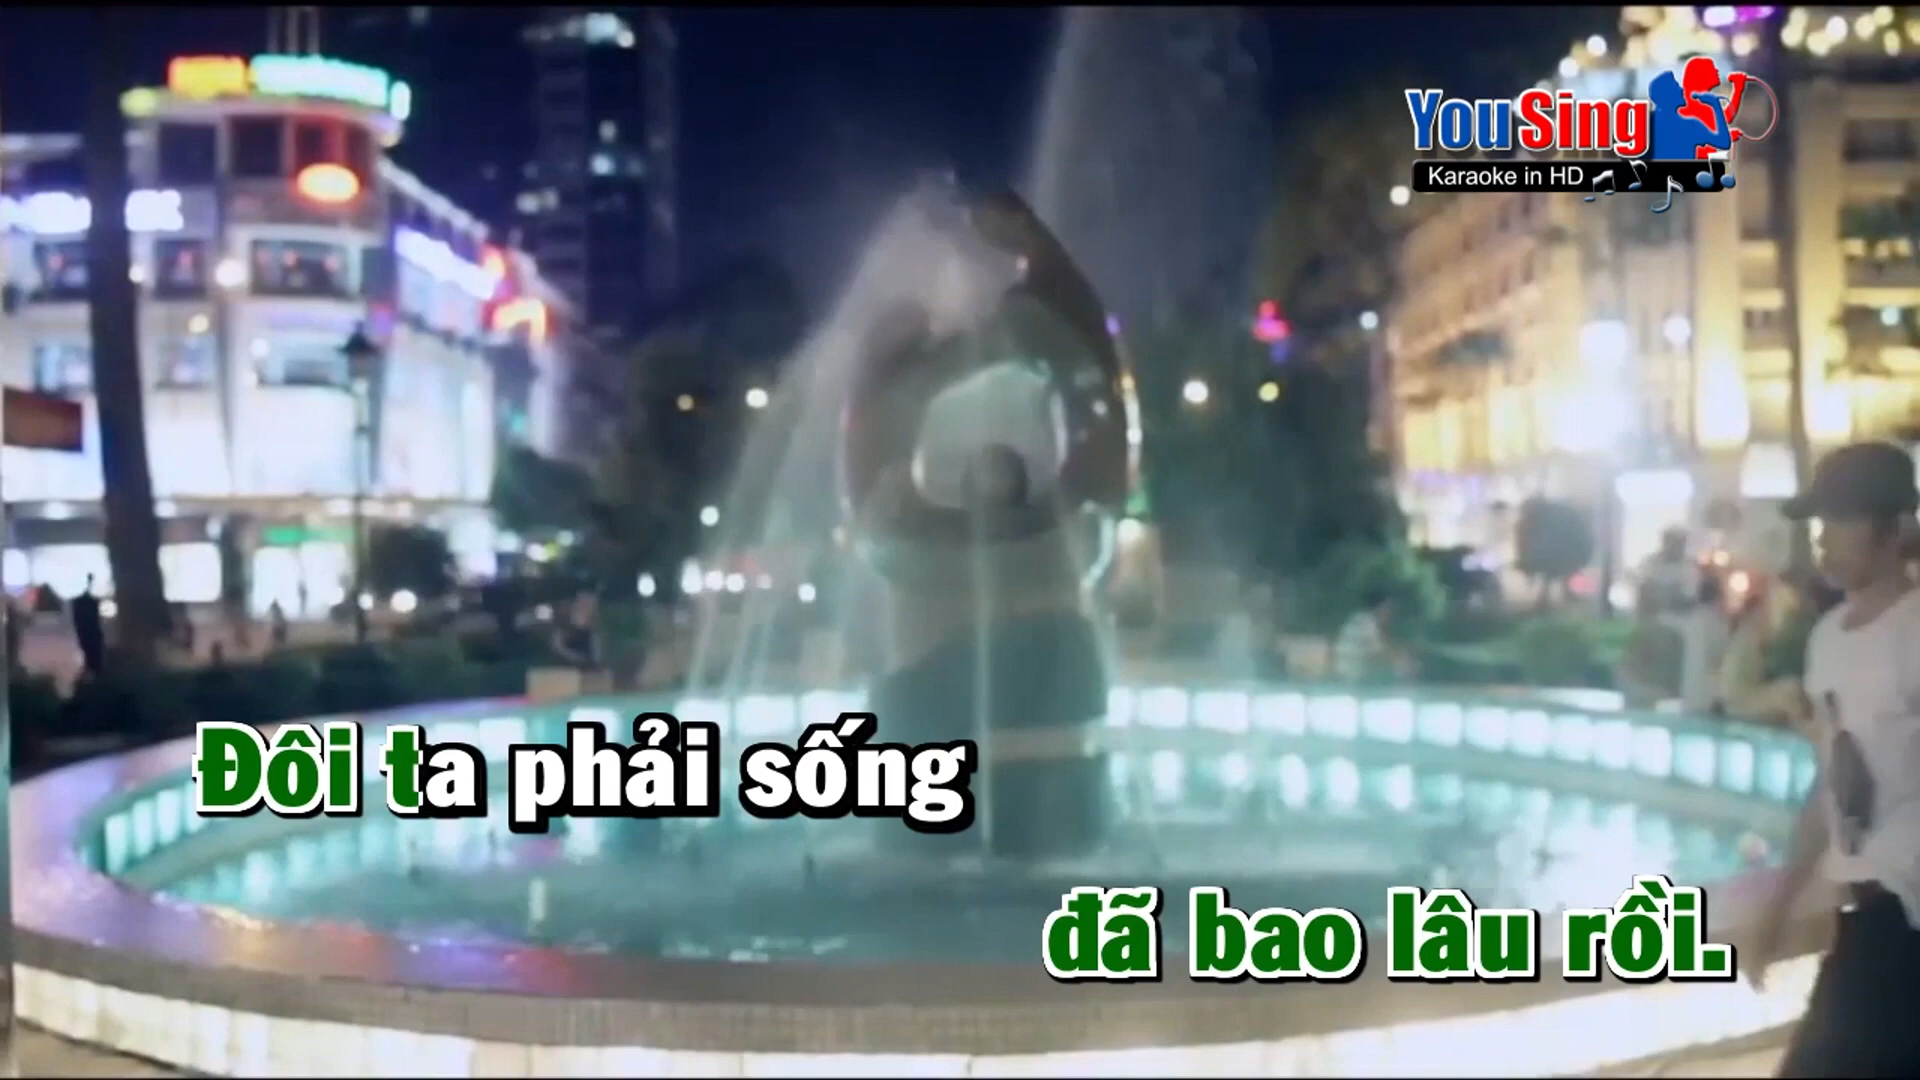 YouSing
Karaoke in HD
Đôi ta phải sống
đã bao lâu rồi.